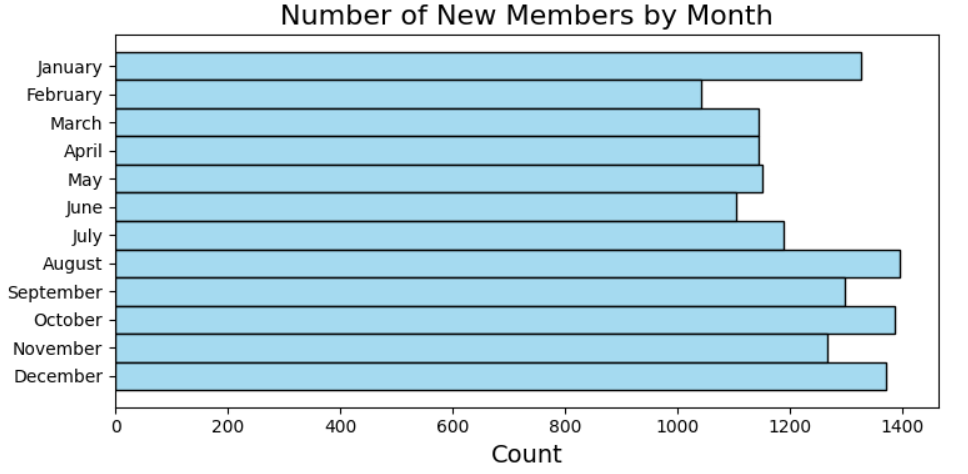 Number of New Members by Month
January
February
March
April
May
June
July
August
September
October
November
December
0 200 400 600 800 1000 1200 1400
Count